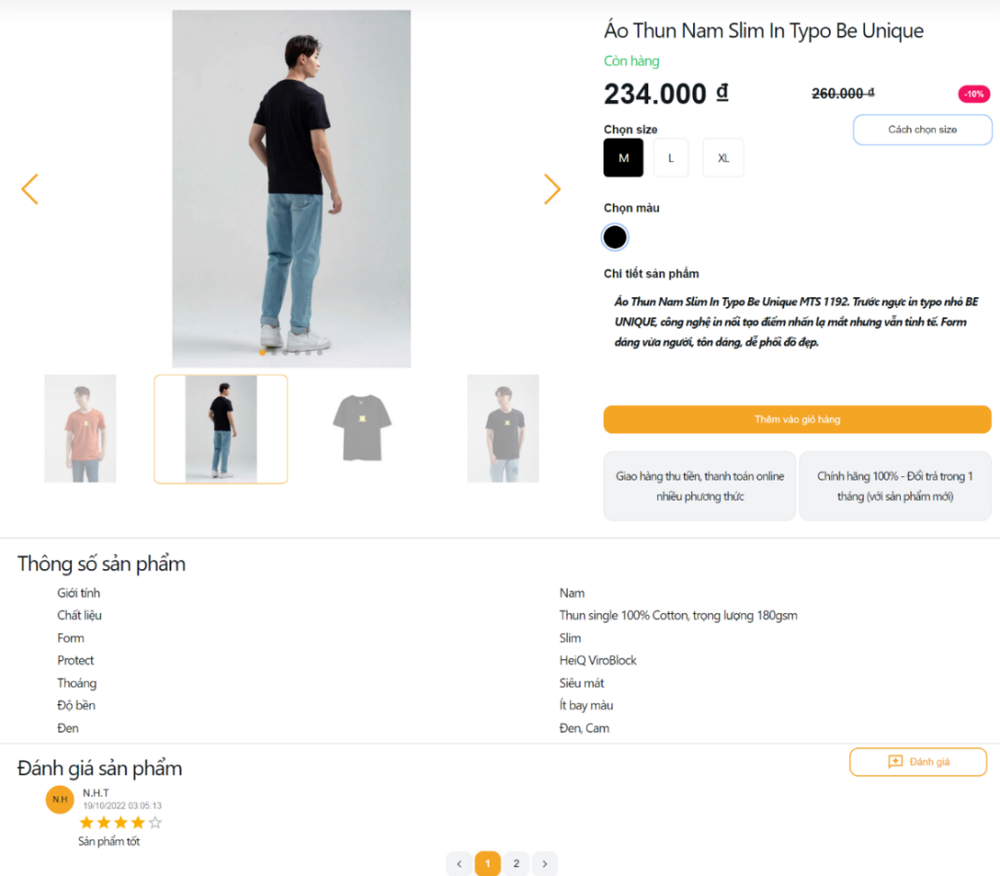 Áo Thun Nam Slim In Typo Be Unique
Còn hàng
234.000 ₫
260.000 ₫
-10%
Chọn size
Cách chọn size
M
L
XL
Chọn màu
Chi tiết sản phẩm
Áo Thun Nam Slim In Typo Be Unique MTS 1192. Trước ngực in typo nhỏ BE
UNIQUE, công nghệ in nổi tạo điểm nhấn lạ mắt nhưng vẫn tinh tế. Form
dáng vừa người, tôn dáng, dễ phối đồ đẹp.
Thêm vào giỏ hàng
Giao hàng thu tiền, thanh toán online
nhiều phương thức
Chính hãng 100% - Đổi trả trong 1
tháng (với sản phẩm mới)
Thông số sản phẩm
Giới tính
Nam
Chất liệu
Thun single 100% Cotton, trọng lượng 180gsm
Form
Slim
Protect
HeiQ ViroBlock
Thoáng
Siêu mát
Độ bền
Ít bay màu
Đen
Đen, Cam
Đánh giá sản phẩm
Đánh giá
N.H
N.H.T
19/10/2022 03:05:13
Sản phẩm tốt
1
2